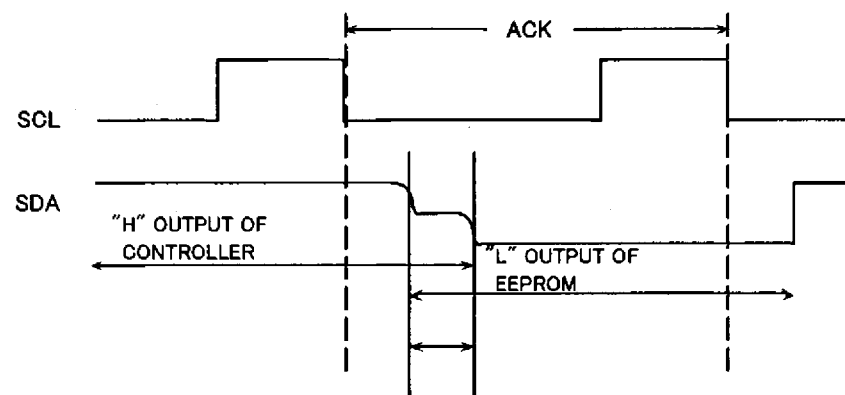 ACK
SCL
SDA
"H" OUTPUT OF
CONTROLLER
"L" OUTPUT OF
EEPROM